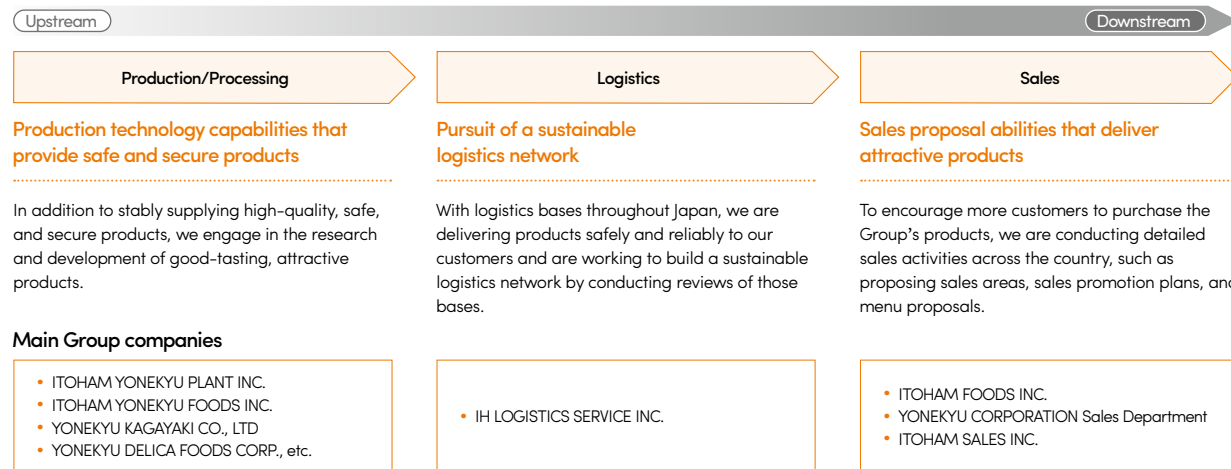 Upstream
Downstream
Production/Processing
Logistics
Sales
Production technology capabilities that
provide safe and secure products
In addition to stably supplying high-quality, safe,
and secure products, we engage in the research
and development of good-tasting, attractive
products.
Pursuit of a sustainable
logistics network
With logistics bases throughout Japan, we are
delivering products safely and reliably to our
customers and are working to build a sustainable
logistics network by conducting reviews of those
bases.
Sales proposal abilities that deliver
attractive products
To encourage more customers to purchase the
Group's products, we are conducting detailed
sales activities across the country, such as
proposing sales areas, sales promotion plans, and
menu proposals.
Main Group companies
• ITOHAM YONEKYU PLANT INC.
• ITOHAM YONEKYU FOODS INC.
• YONEKYU KAGAYAKI CO., LTD
• YONEKYU DELICA FOODS CORP., etc.
• IH LOGISTICS SERVICE INC.
• ITOHAM FOODS INC.
• YONEKYU CORPORATION Sales Department
• ITOHAM SALES INC.